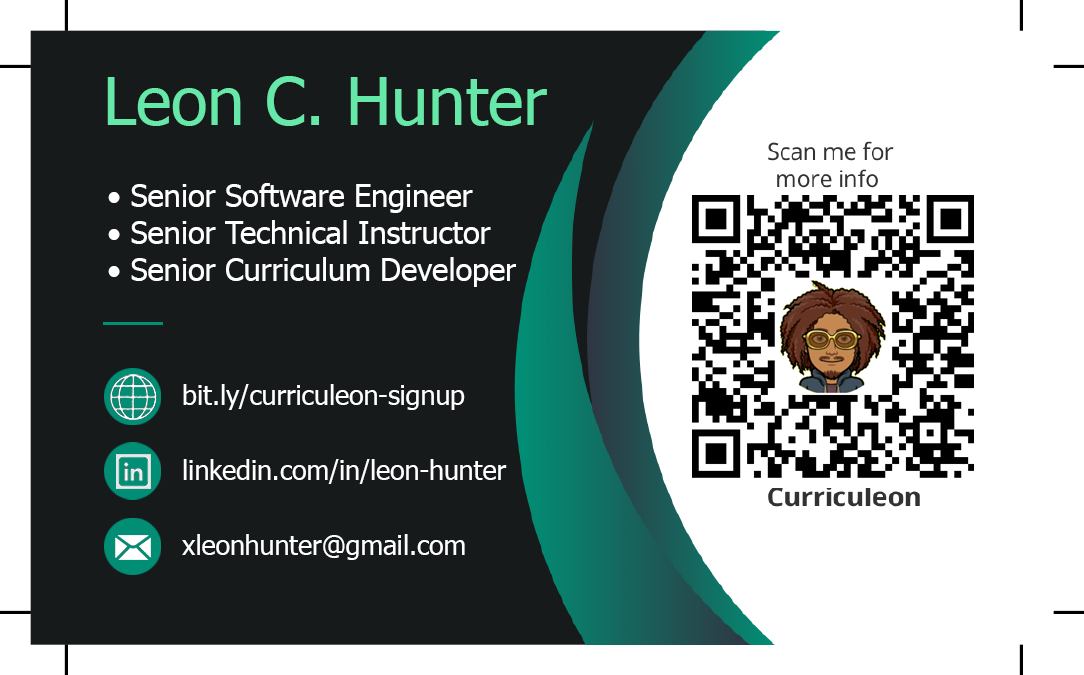 Leon C. Hunter
• Senior Software Engineer
• Senior Technical Instructor
• Senior Curriculum Developer
bit.ly/curriculeon-signup
in
linkedin.com/in/leon-hunter
xleonhunter@gmail.com
Scan me for
more info
Curriculeon